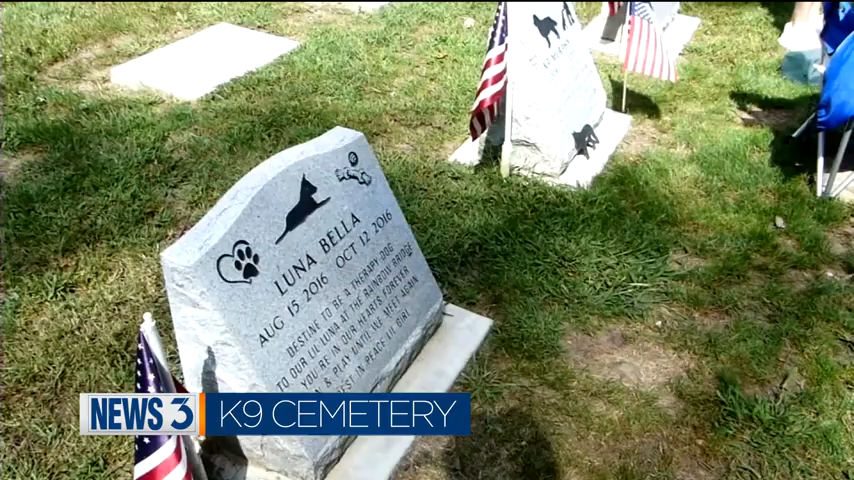 LUNA BELLA
AUG 15 2016 OCT 12 2016
DESTINE TO BE A THERAPY DOG
TO OUR LIL LUNA AT THE RAINBOW BRIDGE
YOU'RE IN OUR HEARTS FOREVER
& PLAY UNTIL WE MEET AGAIN
IN PEACE LIL GIRL
NEWS 3
K9 CEMETERY